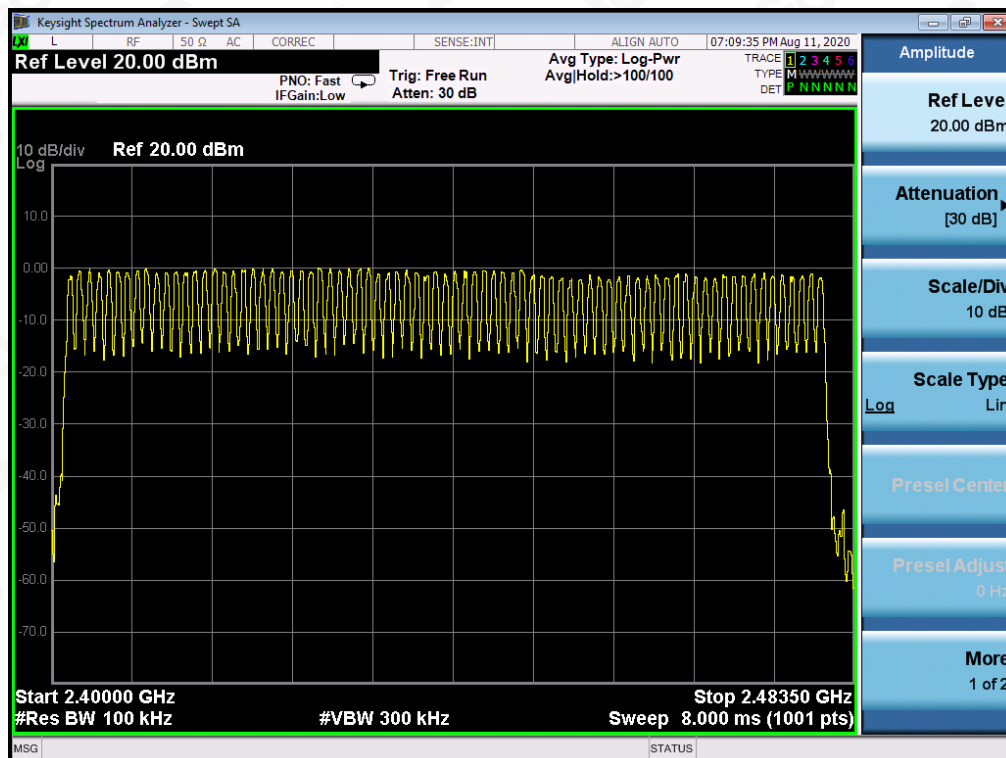 Keysight Spectrum Analyzer - Swept SA
LXI L RF 50 Ω AC CORREC SENSE:INT ALIGN AUTO 07:09:35 PM Aug 11, 2020
Ref Level 20.00 dBm
PNO: Fast
IFGain:Low
Trig: Free Run
Atten: 30 dB
Avg Type: Log-Pwr
Avg|Hold:>100/100
TRACE 1 2 3 4 5 6
TYPE M W W W W W
DET P N N N N N
10 dB/div Ref 20.00 dBm
Log
10.0
0.00
-10.0
-20.0
-30.0
-40.0
-50.0
-60.0
-70.0
Start 2.40000 GHz Stop 2.48350 GHz
#Res BW 100 kHz #VBW 300 kHz Sweep 8.000 ms (1001 pts)
MSG STATUS
Amplitude
Ref Leve
20.00 dBm
Attenuation
[30 dB]
Scale/Div
10 dB
Scale Type
Log Lin
Presel Center
Presel Adjust
0 Hz
More
1 of 2